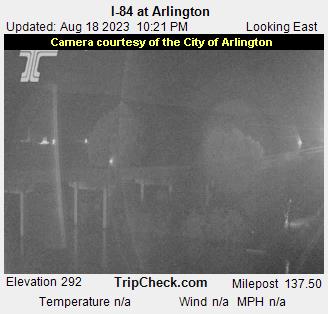 I-84 at Arlington
Updated: Aug 18 2023 10:21 PM Looking East
Camera courtesy of the City of Arlington
Elevation 292 TripCheck.com Milepost 137.50
Temperature n/a Wind n/a MPH n/a